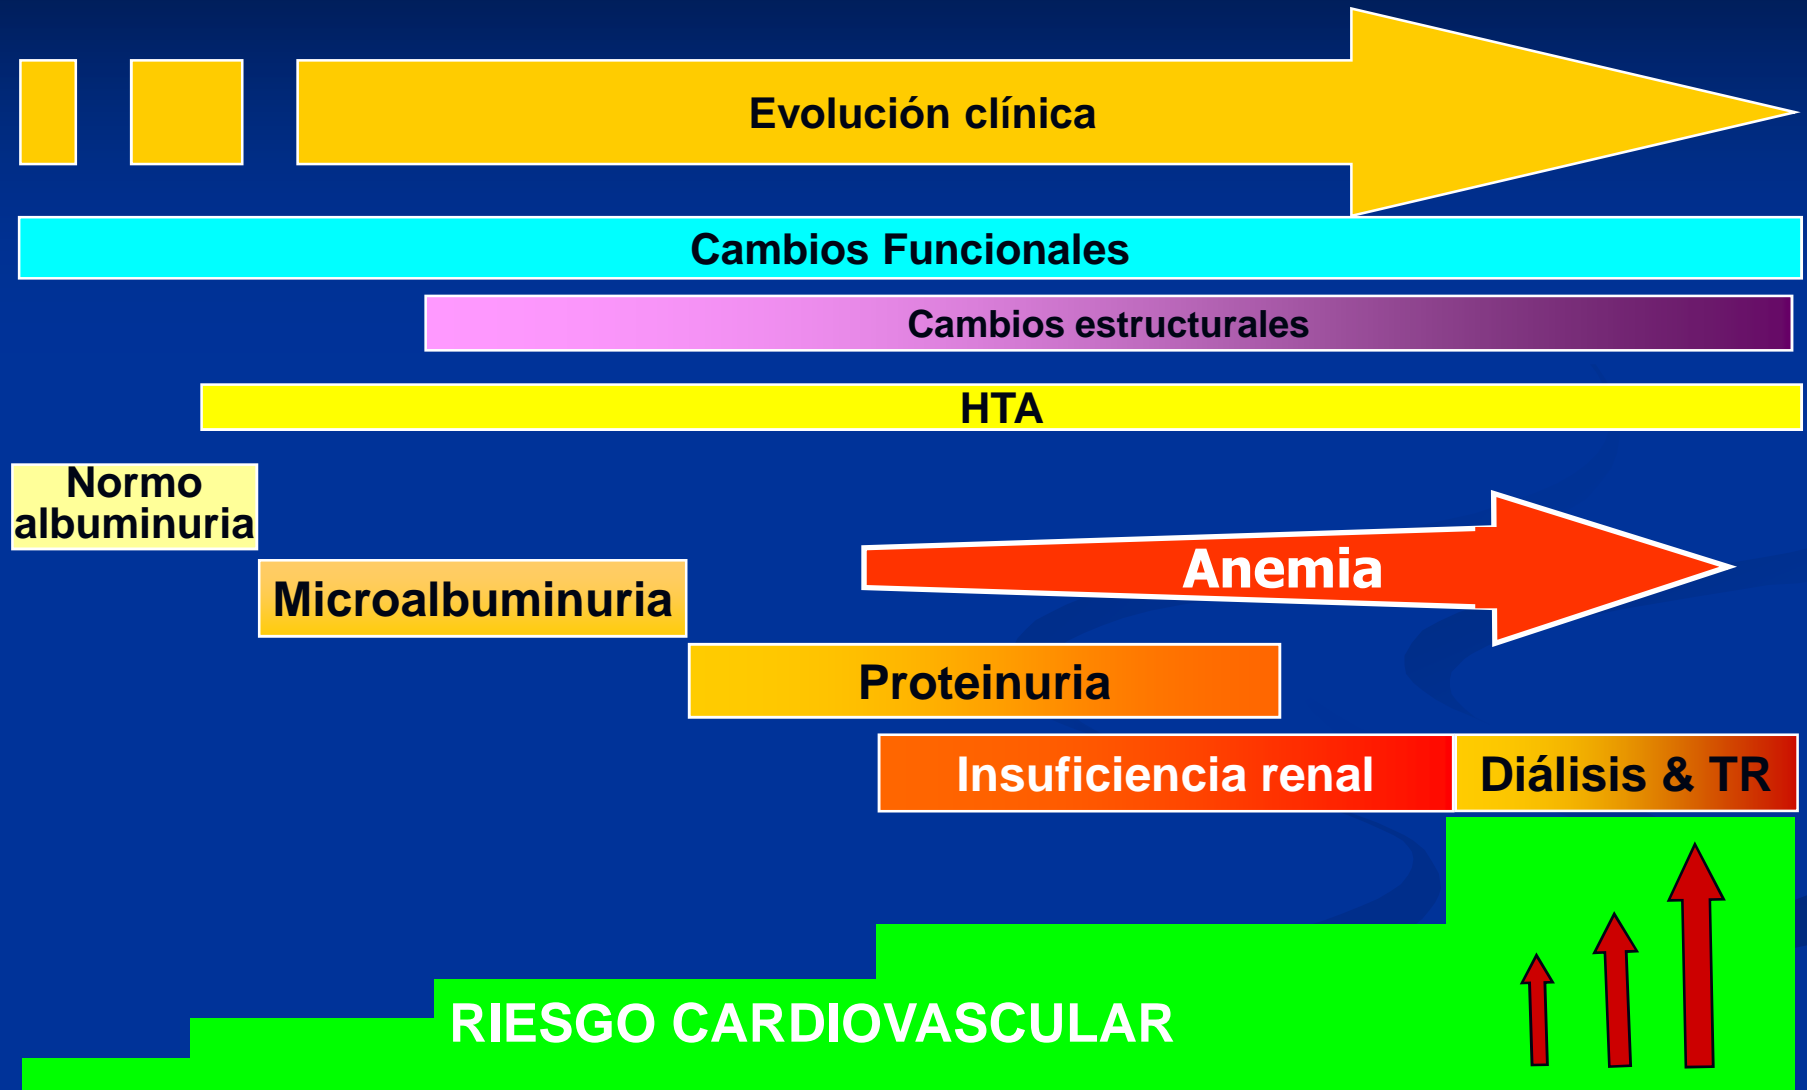 Evolución clínica
Cambios Funcionales
Cambios estructurales
HTA
Normo
albuminuria
Anemia
Microalbuminuria
Proteinuria
Insuficiencia renal
Diálisis & TR
RIESGO CARDIOVASCULAR